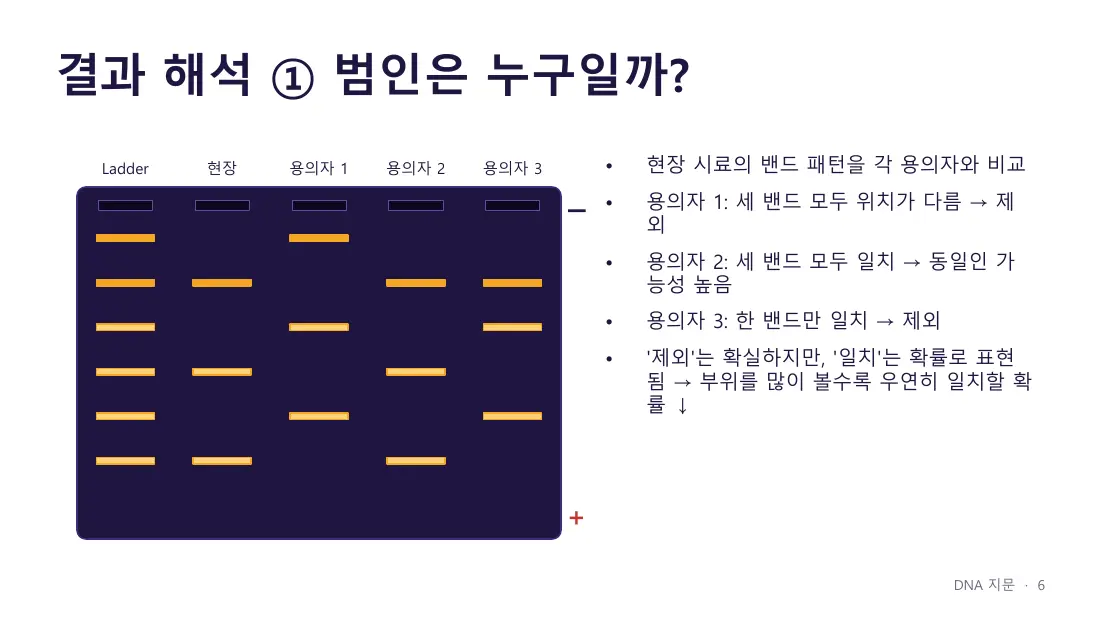 결과 해석 ① 범인은 누구일까?
Ladder 현장 용의자 1 용의자 2 용의자 3
−
+
• 현장 시료의 밴드 패턴을 각 용의자와 비교
• 용의자 1: 세 밴드 모두 위치가 다름 → 제
외
• 용의자 2: 세 밴드 모두 일치 → 동일인 가
능성 높음
• 용의자 3: 한 밴드만 일치 → 제외
• '제외'는 확실하지만, '일치'는 확률로 표현
됨 → 부위를 많이 볼수록 우연히 일치할 확
률 ↓
DNA 지문 · 6